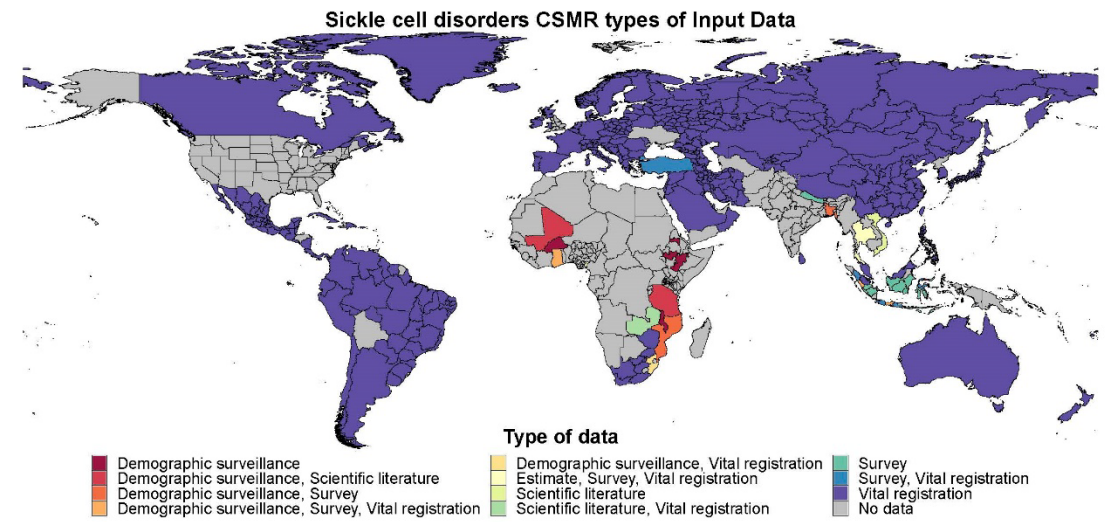 Sickle cell disorders CSMR types of Input Data
Type of data
Demographic surveillance
Demographic surveillance, Scientific literature
Demographic surveillance, Survey
Demographic surveillance, Survey, Vital registration
Demographic surveillance, Vital registration
Estimate, Survey, Vital registration
Scientific literature
Scientific literature, Vital registration
Survey
Survey, Vital registration
Vital registration
No data